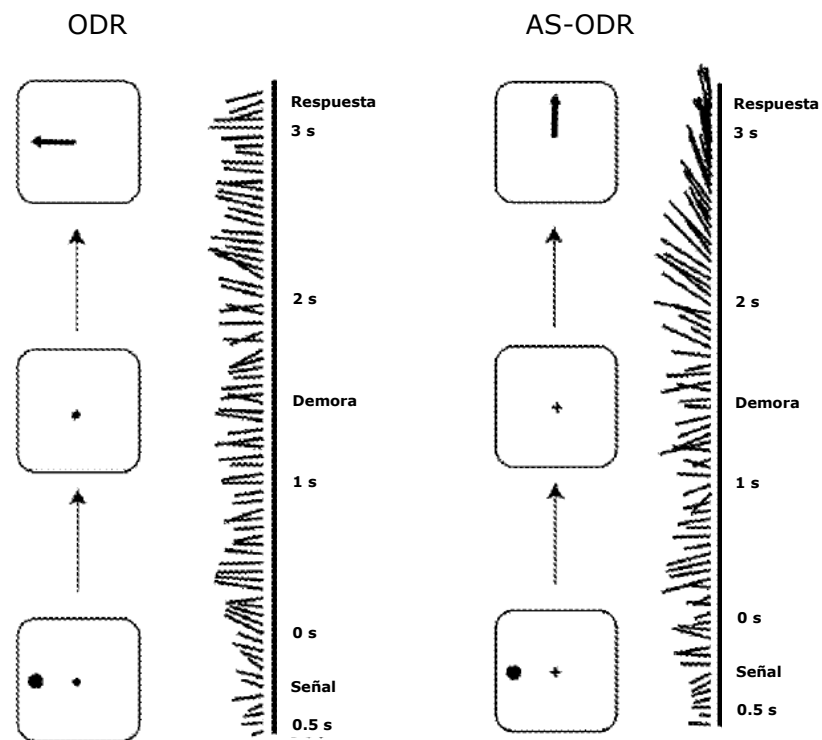 ODR
Respuesta
3 s
2 s
Demora
1 s
0 s
Señal
0.5 s
AS-ODR
Respuesta
3 s
2 s
Demora
1 s
0 s
Señal
0.5 s